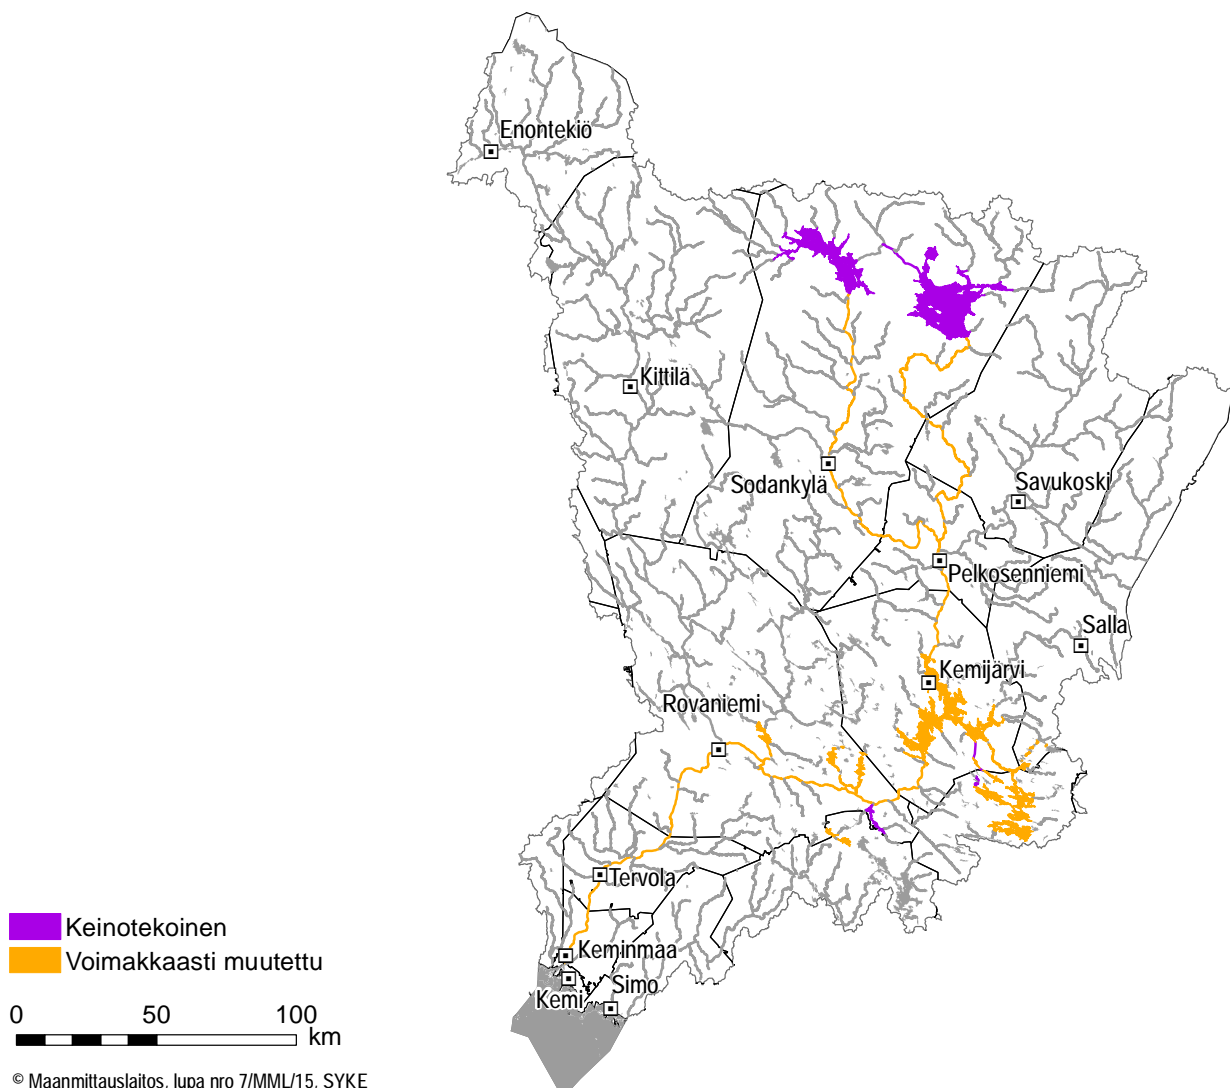 Enontekiö
Kittilä
Sodankylä
Savukoski
Pelkosenniemi
Salla
Kemijärvi
Rovaniemi
Tervola
Keinotekoinen
Voimakkaasti muutettu
Keminmaa
Kemi
Simo
0 50 100
km
© Maanmittauslaitos, lupa nro 7/MML/15, SYKE